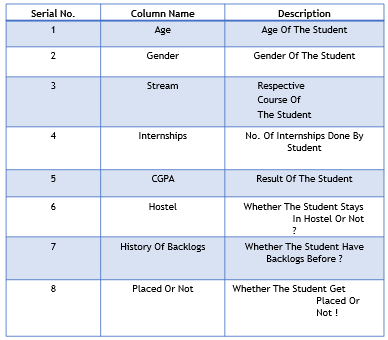 Serial No. Column Name Description
1 Age Age Of The Student
2 Gender Gender Of The Student
3 Stream Respective
Course Of
The Student
4 Internships No. Of Internships Done By
Student
5 CGPA Result Of The Student
6 Hostel Whether The Student Stays
In Hostel Or Not
?
7 History Of Backlogs Whether The Student Have
Backlogs Before ?
8 Placed Or Not Whether The Student Get
Placed Or
Not !